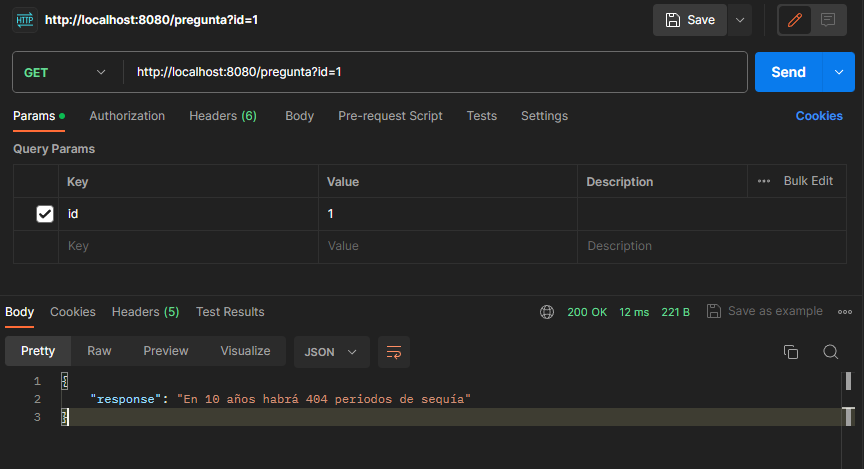 HTTP http://localhost:8080/pregunta?id=1 Save
GET http://localhost:8080/pregunta?id=1 Send
Params Authorization Headers (6) Body Pre-request Script Tests Settings Cookies
Query Params
Key Value Description ••• Bulk Edit
id 1
Key Value Description
Body Cookies Headers (5) Test Results 200 OK 12 ms 221 B Save as example
Pretty Raw Preview Visualize JSON
1 {
2 "response": "En 10 años habrá 404 periodos de sequía"
3 }